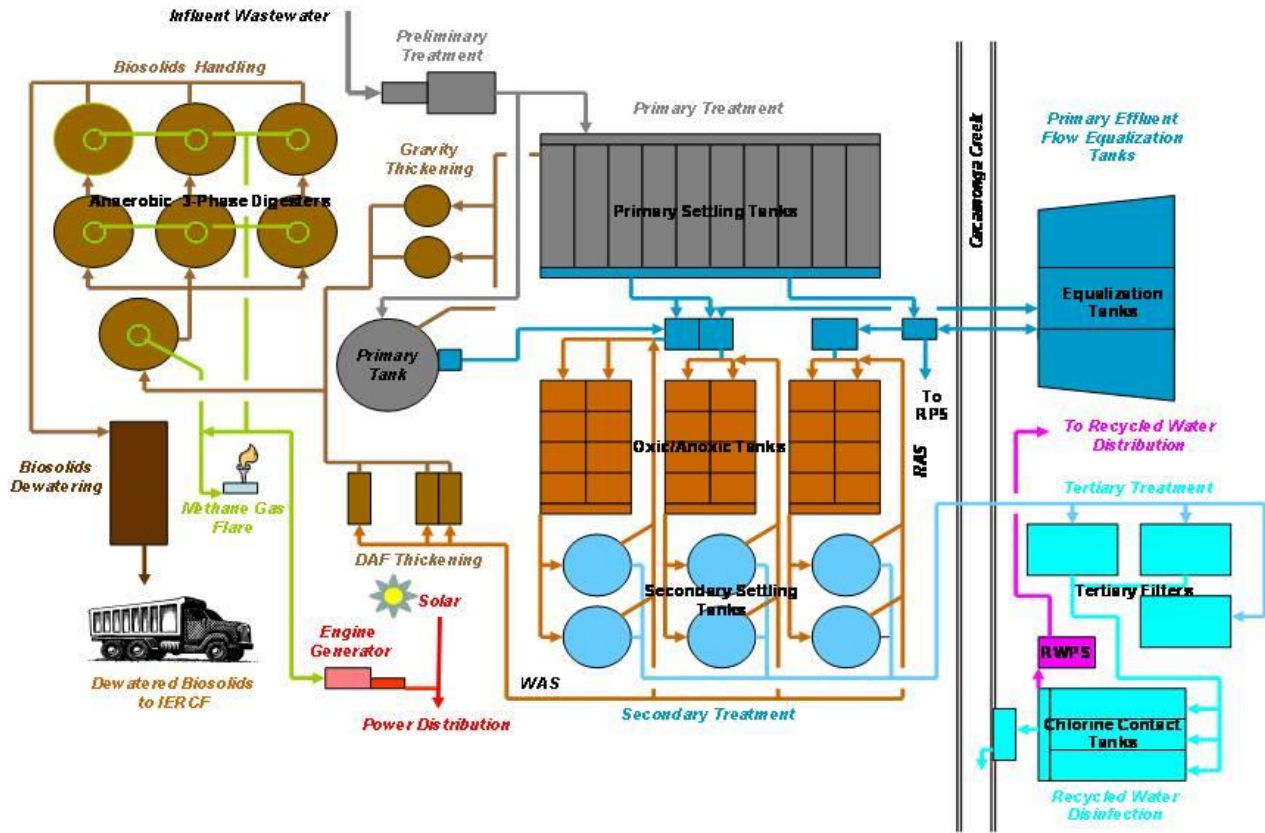 Influent Wastewater
Preliminary
Treatment
Biosolids Handling
Primary Treatment
Primary Effluent
Flow Equalization
Tanks
Gravity
Thickening
Anaerobic 3-Phase Digesters
Primary Settling Tanks
Cucamonga Creek
Equalization
Tanks
Primary
Tank
To
RPS
To Recycled Water
Distribution
Oxic/Anoxic Tanks
RAS
Biosolids
Dewatering
Methane Gas
Flare
Tertiary Treatment
DAF Thickening
Secondary Settling
Tanks
Tertiary Filters
Solar
Engine
Generator
RWPS
Dewatered Biosolids
to IERCF
WAS
Power Distribution
Secondary Treatment
Chlorine Contact
Tanks
Recycled Water
Disinfection